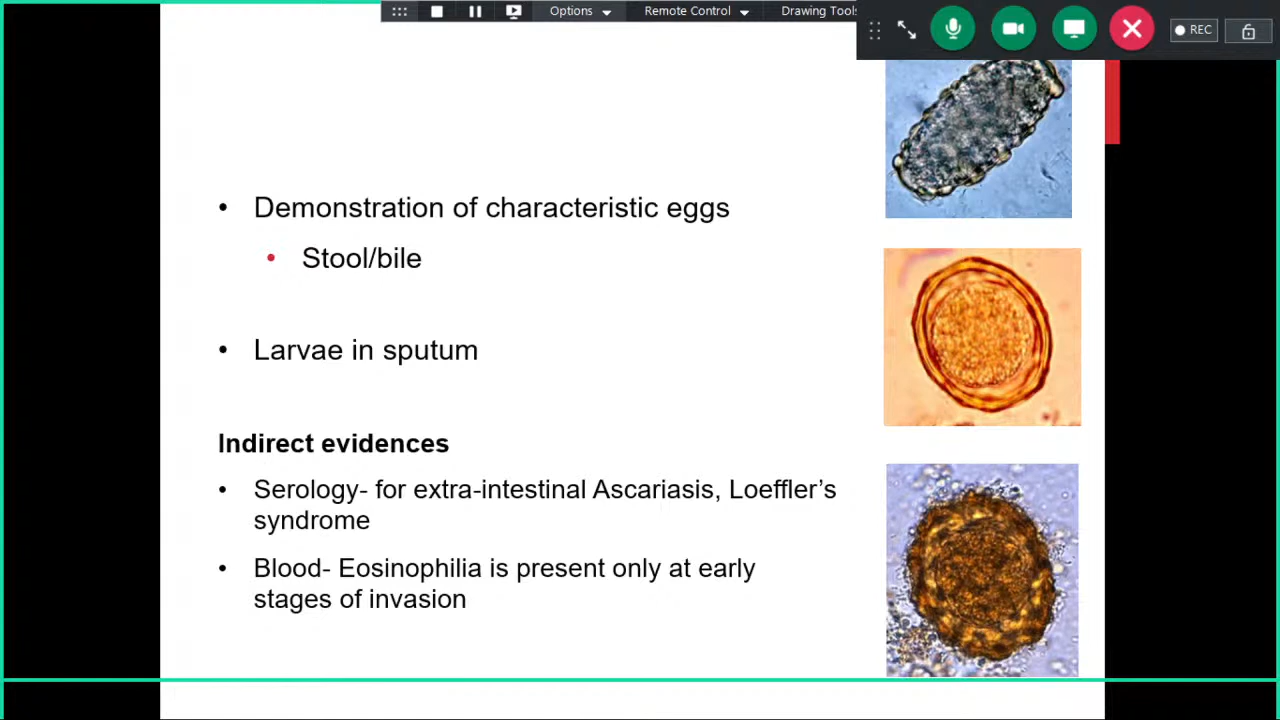 Options
Remote Control
Drawing Tools
REC
• Demonstration of characteristic eggs
• Stool/bile
• Larvae in sputum
Indirect evidences
• Serology- for extra-intestinal Ascariasis, Loeffler’s
syndrome
• Blood- Eosinophilia is present only at early
stages of invasion